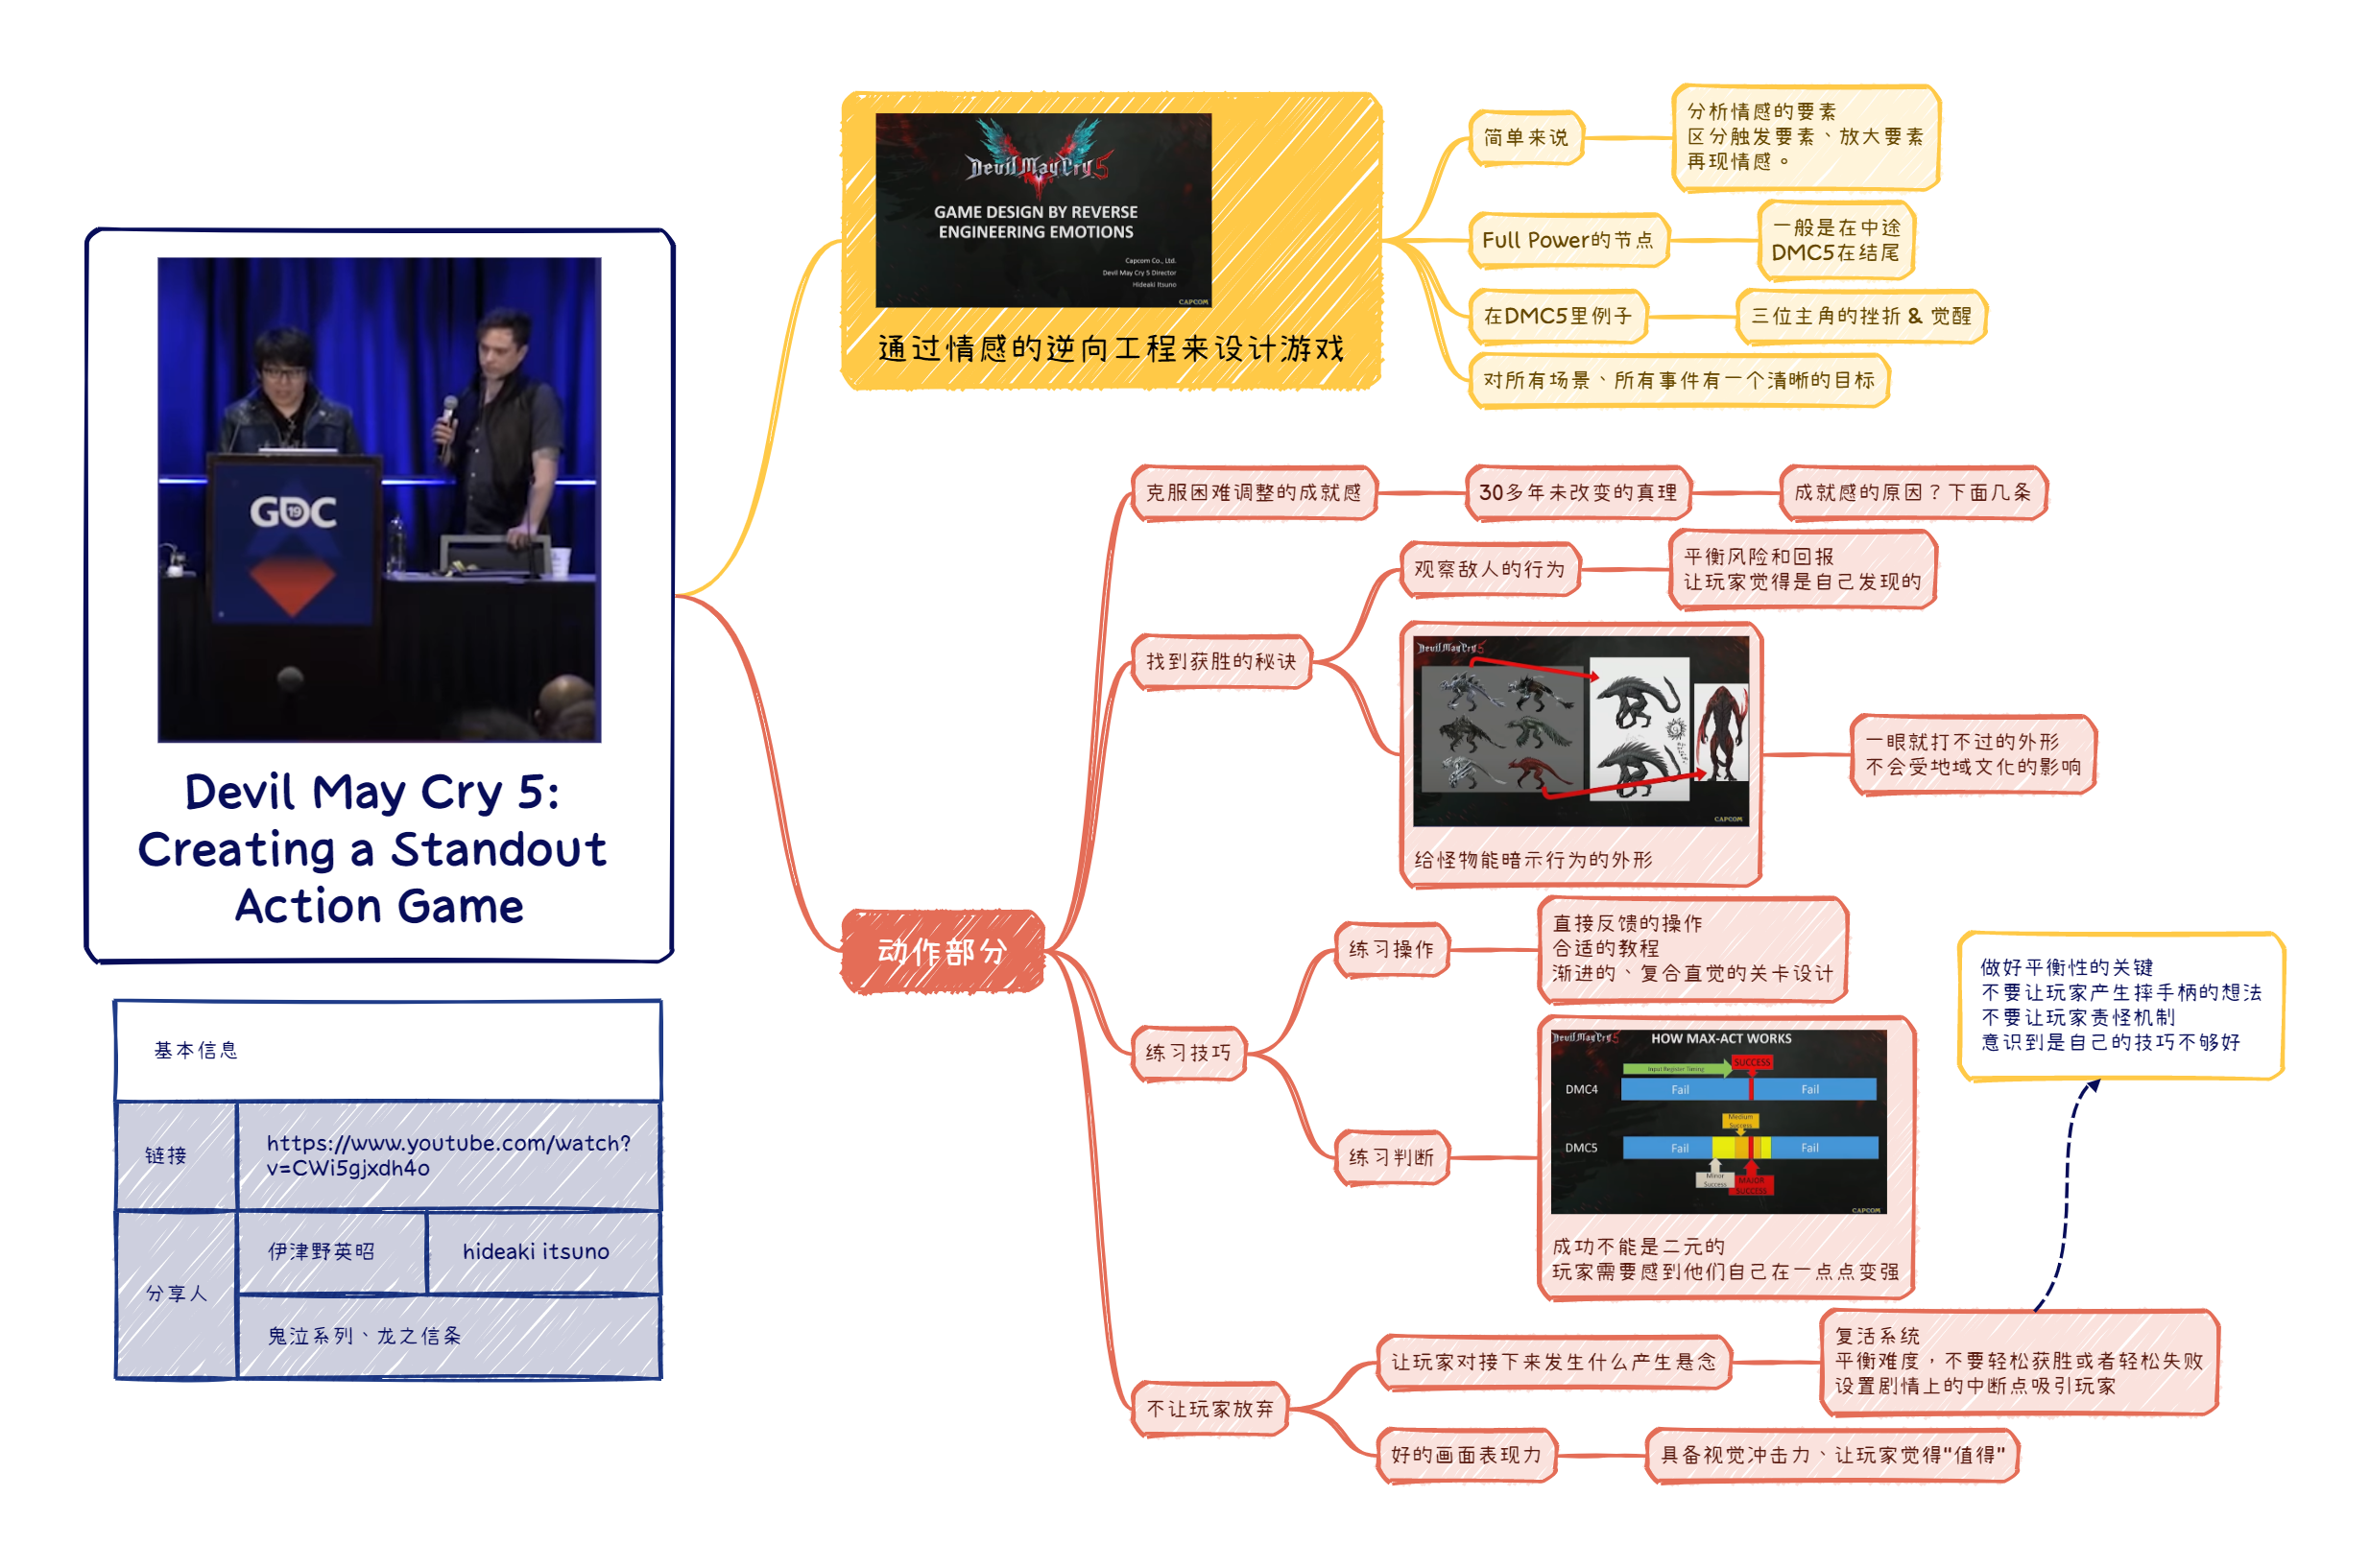 GDC
19
Devil May Cry 5:
Creating a Standout
Action Game
基本信息
链接
https://www.youtube.com/watch?
v=CWi5gjxdh4o
分享人
伊津野英昭
hideaki itsuno
鬼泣系列、龙之信条
Devil May Cry 5
GAME DESIGN BY REVERSE
ENGINEERING EMOTIONS
Capcom Co., Ltd.
Devil May Cry 5 Director
Hideaki Itsuno
CAPCOM
通过情感的逆向工程来设计游戏
简单来说
分析情感的要素
区分触发要素、放大要素
再现情感。
Full Power的节点
一般是在中途
DMC5在结尾
在DMC5里例子
三位主角的挫折 & 觉醒
对所有场景、所有事件有一个清晰的目标
动作部分
克服困难调整的成就感
30多年未改变的真理
成就感的原因？下面几条
找到获胜的秘诀
观察敌人的行为
平衡风险和回报
让玩家觉得是自己发现的
Devil May Cry 5
CAPCOM
给怪物能暗示行为的外形
一眼就打不过的外形
不会受地域文化的影响
练习技巧
练习操作
直接反馈的操作
合适的教程
渐进的、复合直觉的关卡设计
练习判断
Devil May Cry 5
HOW MAX-ACT WORKS
Input Register Timing
SUCCESS
DMC4
Fail
Fail
Medium
Success
DMC5
Fail
Fail
Minor
Success
MAJOR
SUCCESS
CAPCOM
成功不能是二元的
玩家需要感到他们自己在一点点变强
不让玩家放弃
让玩家对接下来发生什么产生悬念
复活系统
平衡难度，不要轻松获胜或者轻松失败
设置剧情上的中断点吸引玩家
做好平衡性的关键
不要让玩家产生摔手柄的想法
不要让玩家责怪机制
意识到是自己的技巧不够好
好的画面表现力
具备视觉冲击力、让玩家觉得"值得"